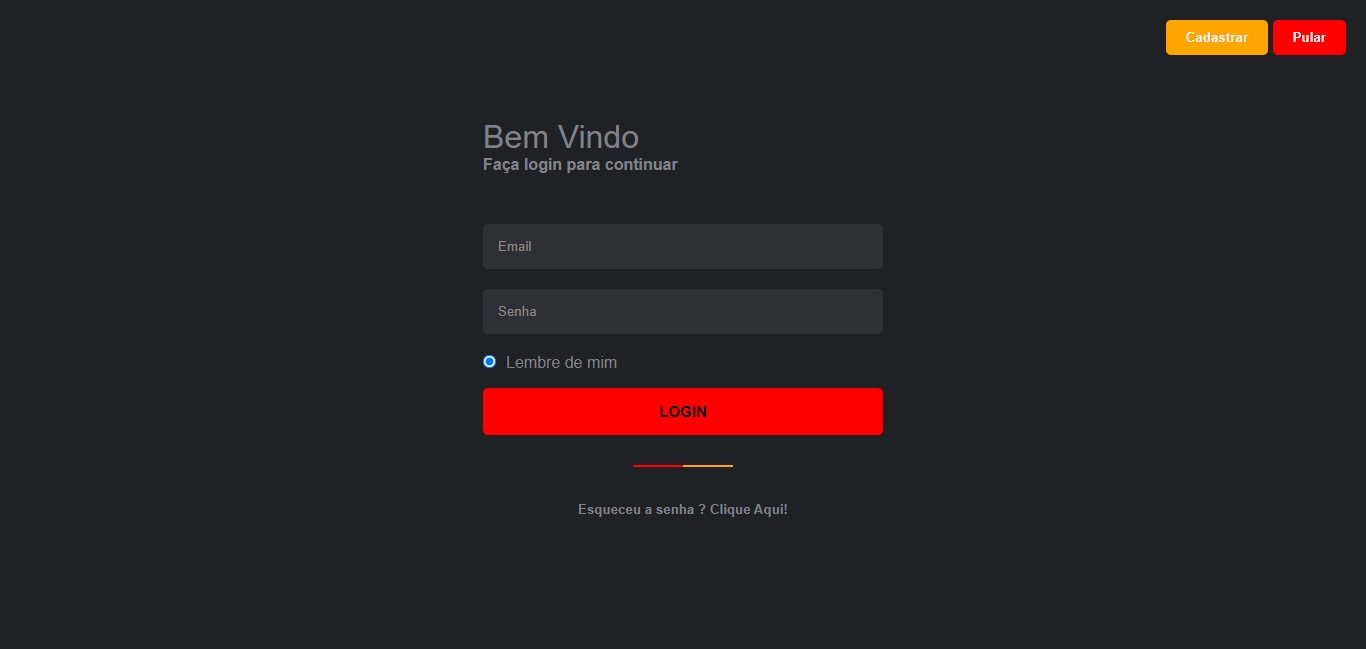 Cadastrar
Pular
Bem Vindo
Faça login para continuar
Email
Senha
Lembre de mim
LOGIN
Esqueceu a senha ? Clique Aqui!